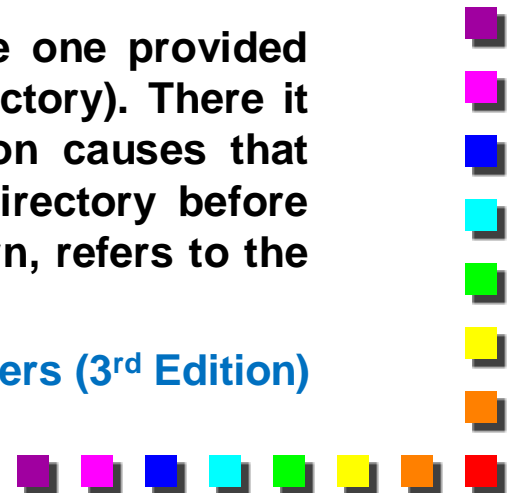 e one provided
ctory). There it
on causes that
irectory before
n, refers to the
ers (3rd Edition)